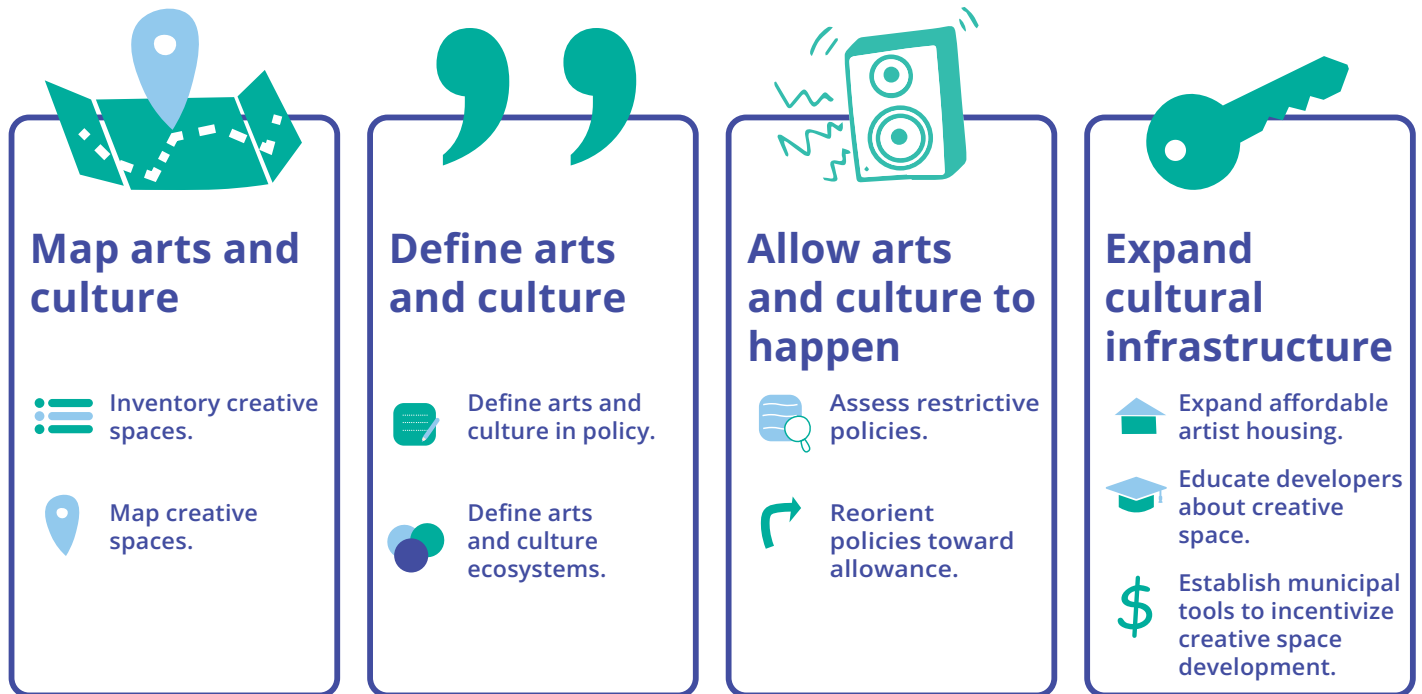 Map arts and
culture
Inventory creative
spaces.
Map creative
spaces.
Define arts
and culture
Define arts and
culture in policy.
Define arts
and culture
ecosystems.
Allow arts
and culture to
happen
Assess restrictive
policies.
Reorient
policies toward
allowance.
Expand
cultural
infrastructure
Expand affordable
artist housing.
Educate developers
about creative
space.
Establish municipal
tools to incentivize
creative space
development.